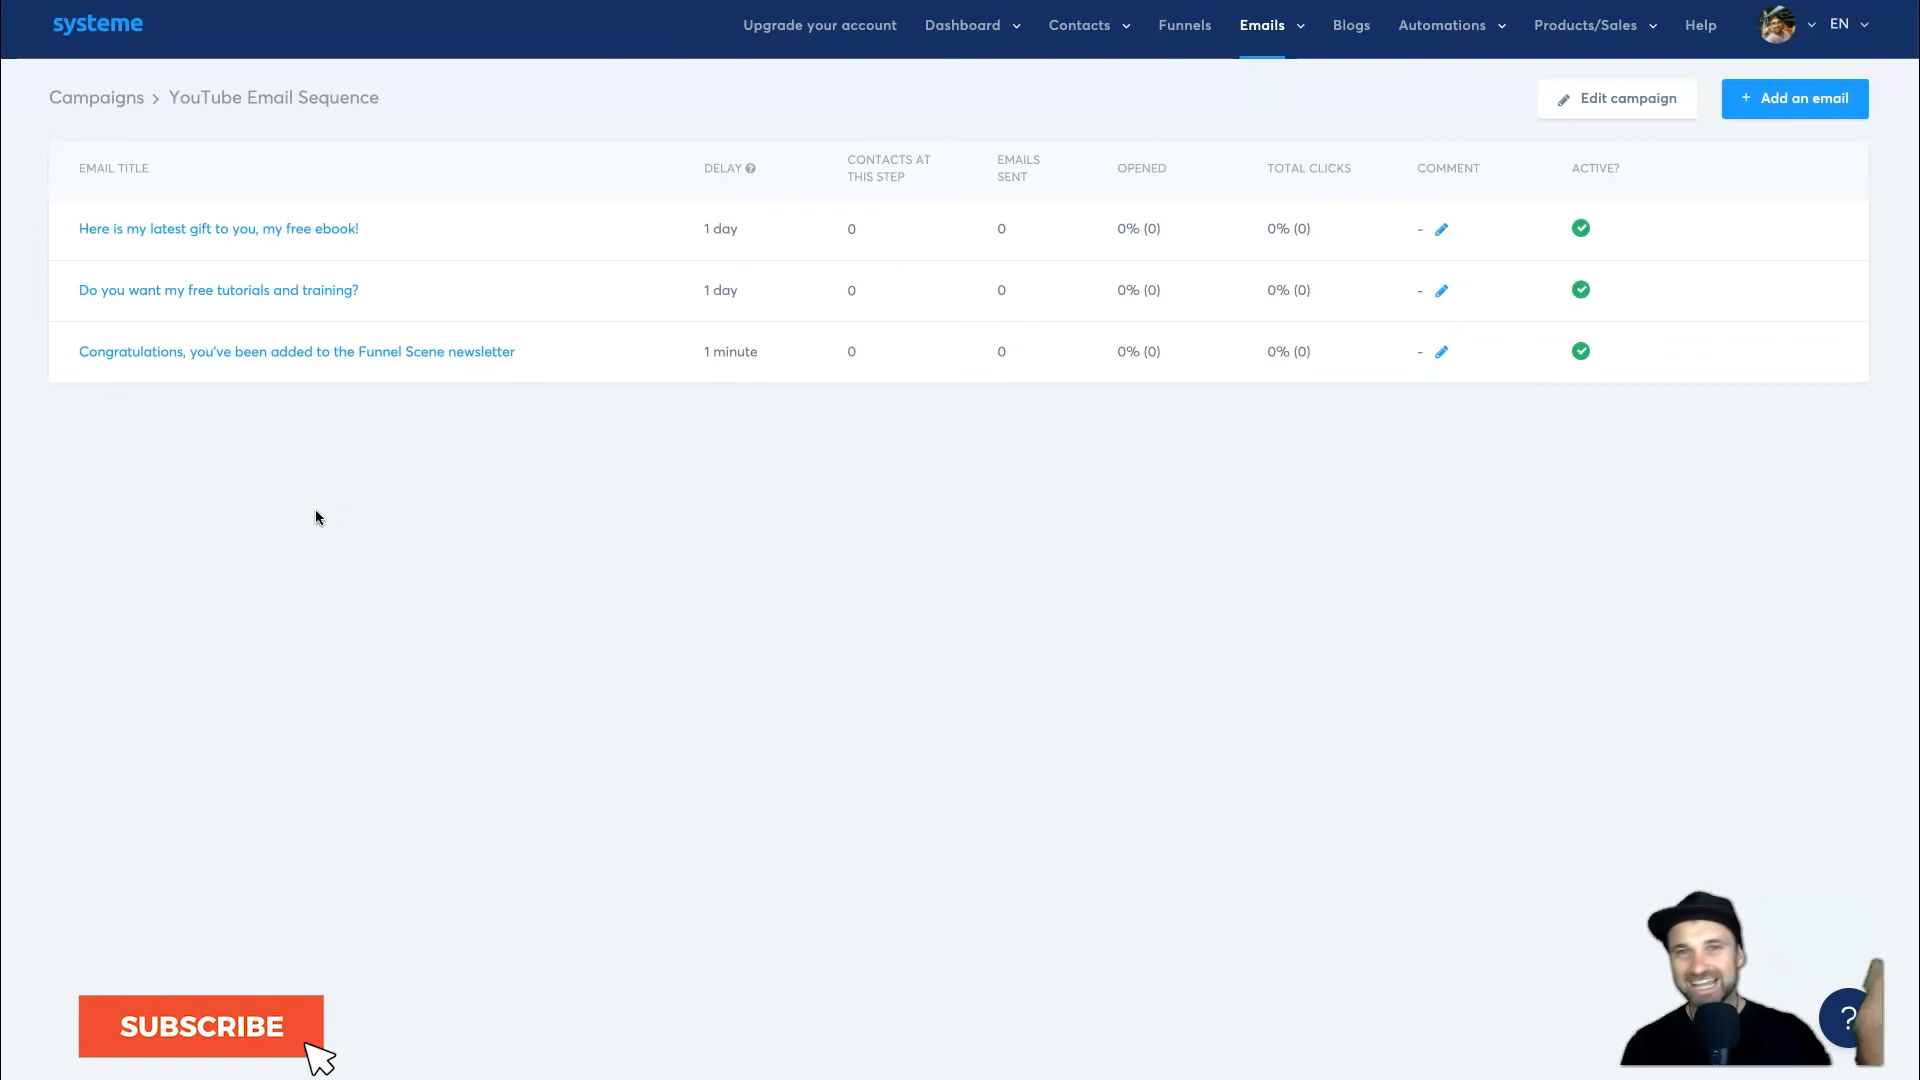 systeme
Upgrade your account
Dashboard
Contacts
Funnels
Emails
Blogs
Automations
Products/Sales
Help
EN
Campaigns > YouTube Email Sequence
Edit campaign
+ Add an email
EMAIL TITLE
DELAY ?
CONTACTS AT
THIS STEP
EMAILS
SENT
OPENED
TOTAL CLICKS
COMMENT
ACTIVE?
Here is my latest gift to you, my free ebook! 1 day 0 0 0% (0) 0% (0) -
Do you want my free tutorials and training? 1 day 0 0 0% (0) 0% (0) -
Congratulations, you've been added to the Funnel Scene newsletter 1 minute 0 0 0% (0) 0% (0) -
SUBSCRIBE
?